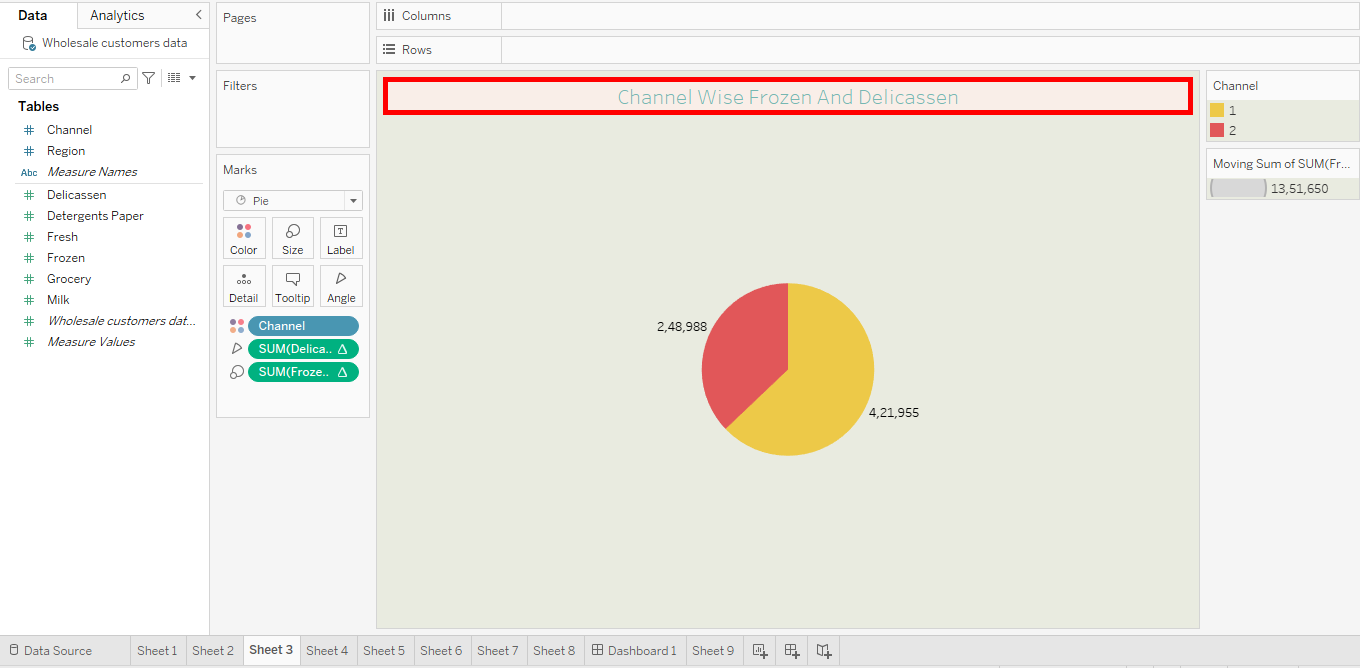 Data
Analytics
Wholesale customers data
Search
Tables
Channel
Region
Abc Measure Names
Delicassen
Detergents Paper
Fresh
Frozen
Grocery
Milk
Wholesale customers dat...
Measure Values
Pages
Filters
Marks
Pie
Color Size Label
Detail Tooltip Angle
Channel
SUM(Delica.. Δ
SUM(Froze.. Δ
Columns
Rows
Channel Wise Frozen And Delicassen
2,48,988
4,21,955
Channel
1
2
Moving Sum of SUM(Fr...
13,51,650
Data Source Sheet 1 Sheet 2 Sheet 3 Sheet 4 Sheet 5 Sheet 6 Sheet 7 Sheet 8 Dashboard 1 Sheet 9